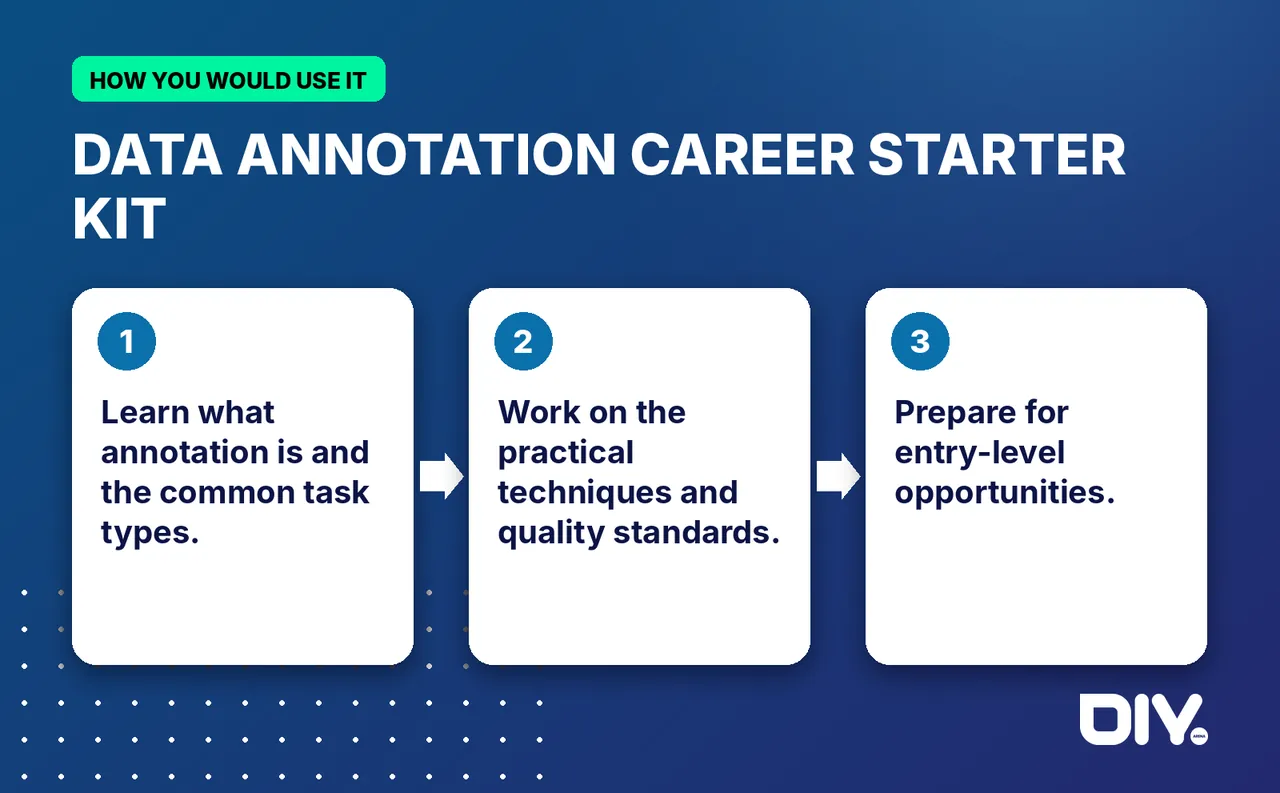 HOW YOU WOULD USE IT
DATA ANNOTATION CAREER STARTER
KIT
1
Learn what
annotation is and
the common task
types.
2
Work on the
practical
techniques and
quality standards.
3
Prepare for
entry-level
opportunities.
DIY.